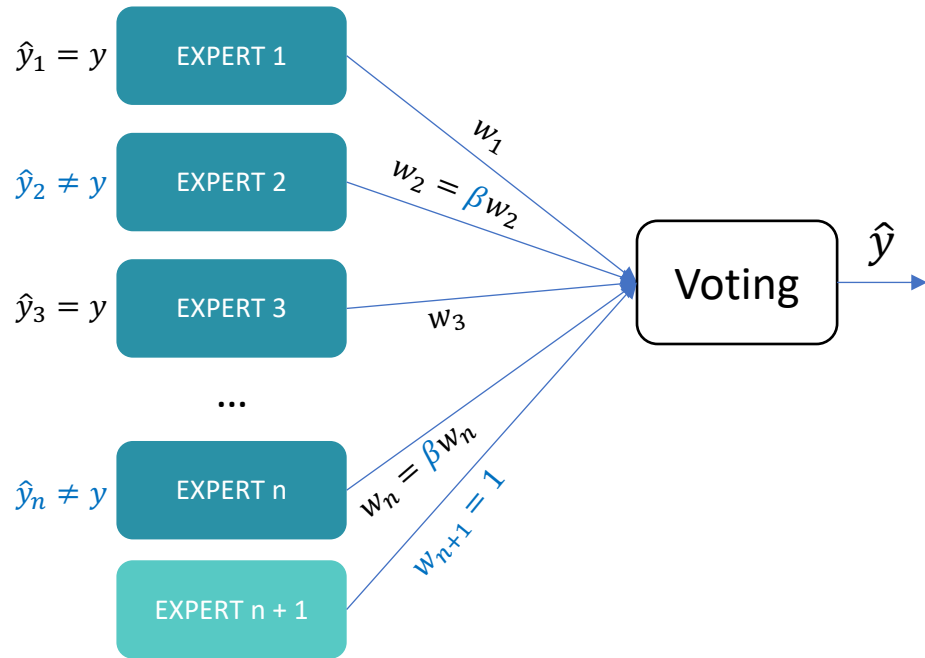 ŷ₁ = y
EXPERT 1
w₁
ŷ₂ ≠ y
EXPERT 2
w₂ = βw₂
ŷ₃ = y
EXPERT 3
w₃
Voting
ŷ
...
ŷₙ ≠ y
EXPERT n
wₙ = βwₙ
EXPERT n + 1
wₙ₊₁ = 1